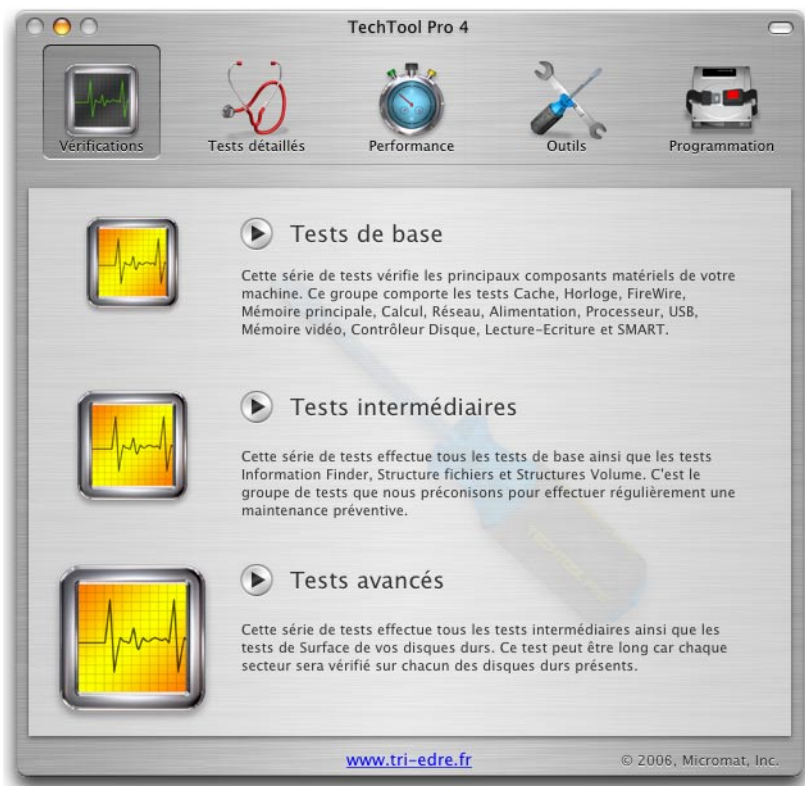 TechTool Pro 4
Vérifications
Tests détaillés
Performance
Outils
Programmation
Tests de base
Cette série de tests vérifie les principaux composants matériels de votre
machine. Ce groupe comporte les tests Cache, Horloge, FireWire,
Mémoire principale, Calcul, Réseau, Alimentation, Processeur, USB,
Mémoire vidéo, Contrôleur Disque, Lecture-Ecriture et SMART.
Tests intermédiaires
Cette série de tests effectue tous les tests de base ainsi que les tests
Information Finder, Structure fichiers et Structures Volume. C'est le
groupe de tests que nous préconisons pour effectuer régulièrement une
maintenance préventive.
Tests avancés
Cette série de tests effectue tous les tests intermédiaires ainsi que les
tests de Surface de vos disques durs. Ce test peut être long car chaque
secteur sera vérifié sur chacun des disques durs présents.
www.tri-edre.fr
© 2006, Micromat, Inc.